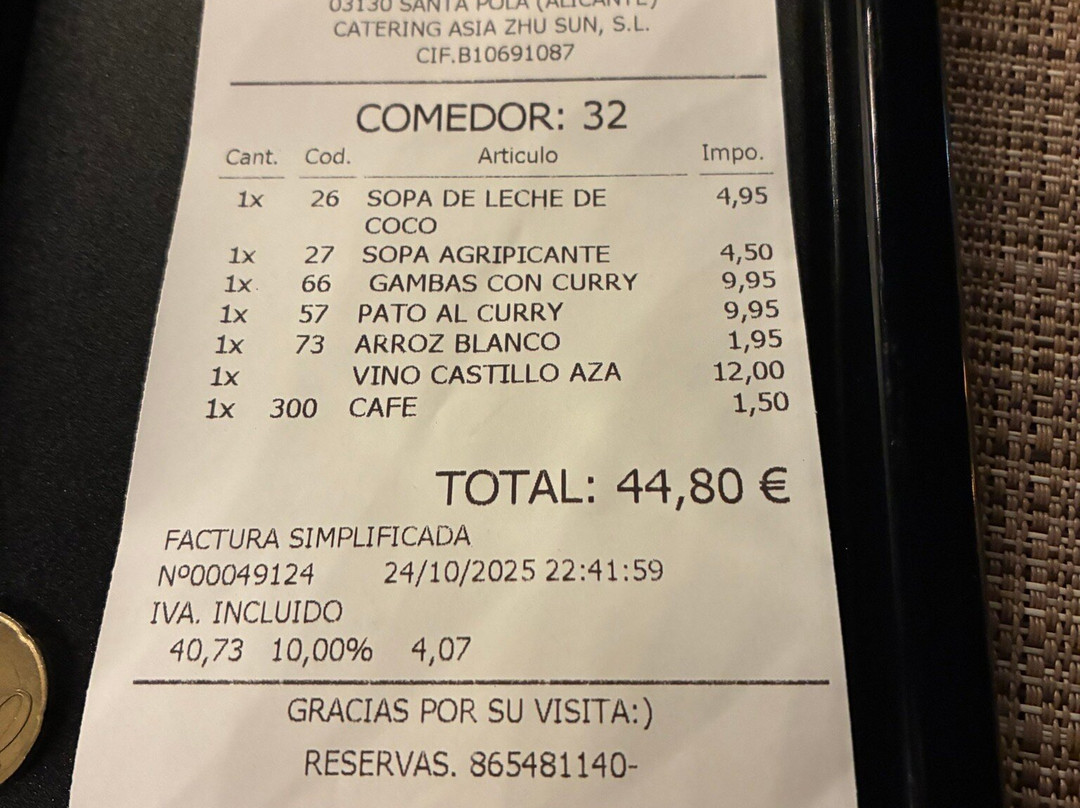 03130 SANTA POLA (ALICANTE)
CATERING ASIA ZHU SUN, S.L.
CIF.B10691087
COMEDOR: 32
Cant. Cod. Articulo Impo.
1x 26 SOPA DE LECHE DE 4,95
COCO
1x 27 SOPA AGRIPICANTE 4,50
1x 66 GAMBAS CON CURRY 9,95
1x 57 PATO AL CURRY 9,95
1x 73 ARROZ BLANCO 1,95
1x VINO CASTILLO AZA 12,00
1x 300 CAFE 1,50
TOTAL: 44,80 €
FACTURA SIMPLIFICADA
Nº00049124 24/10/2025 22:41:59
IVA. INCLUIDO
40,73 10,00% 4,07
GRACIAS POR SU VISITA:)
RESERVAS. 865481140-